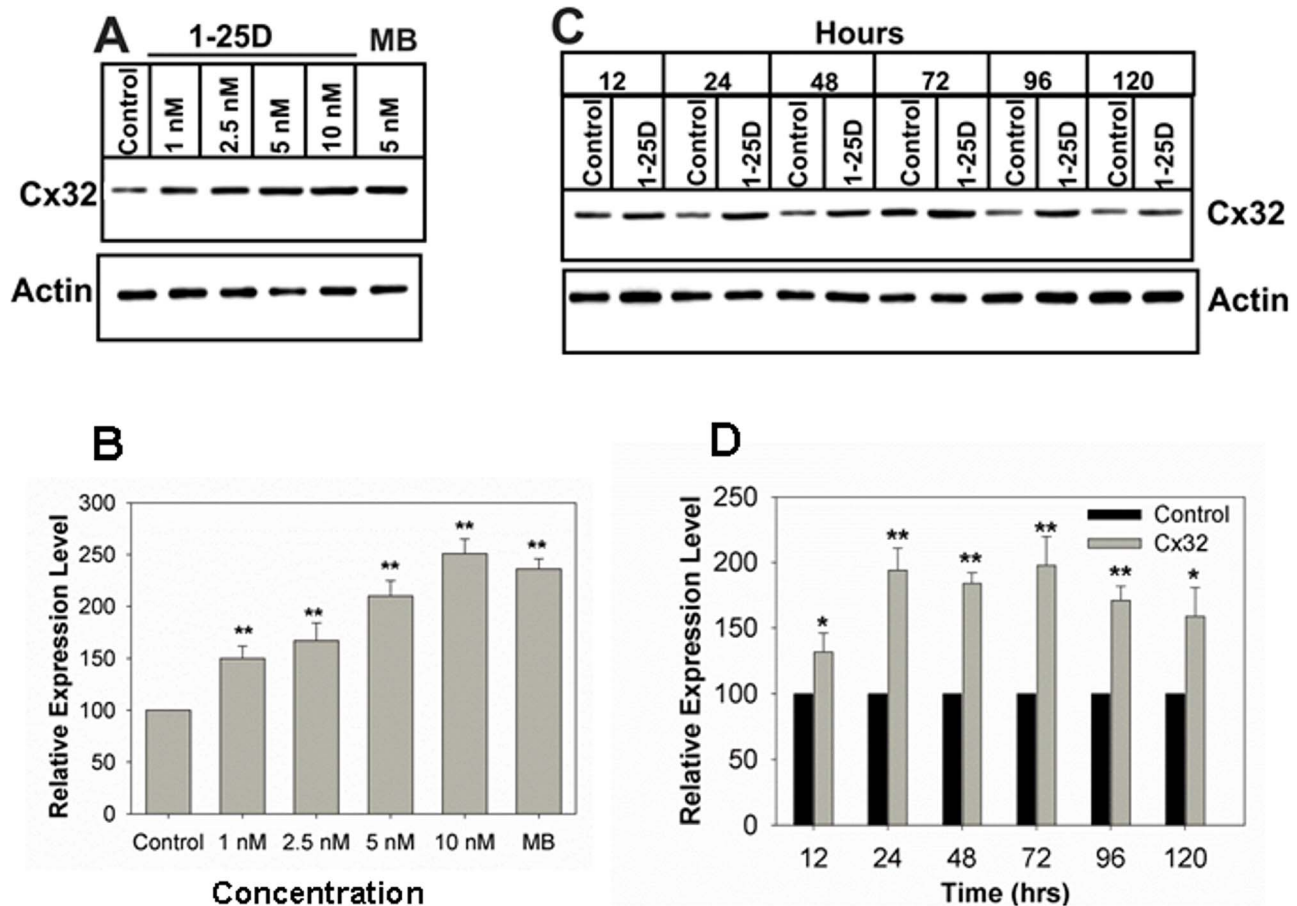 A
1-25D MB
Control 1 nM 2.5 nM 5 nM 10 nM 5 nM
Cx32
Actin
C
Hours
12 24 48 72 96 120
Control 1-25D Control 1-25D Control 1-25D Control 1-25D Control 1-25D Control 1-25D
Cx32
Actin
B
Relative Expression Level
300
250
200
150
100
50
0
** ** ** ** **
Control 1 nM 2.5 nM 5 nM 10 nM MB
Concentration
D
Relative Expression Level
250
200
150
100
50
0
Control
Cx32
* ** ** ** ** *
12 24 48 72 96 120
Time (hrs)